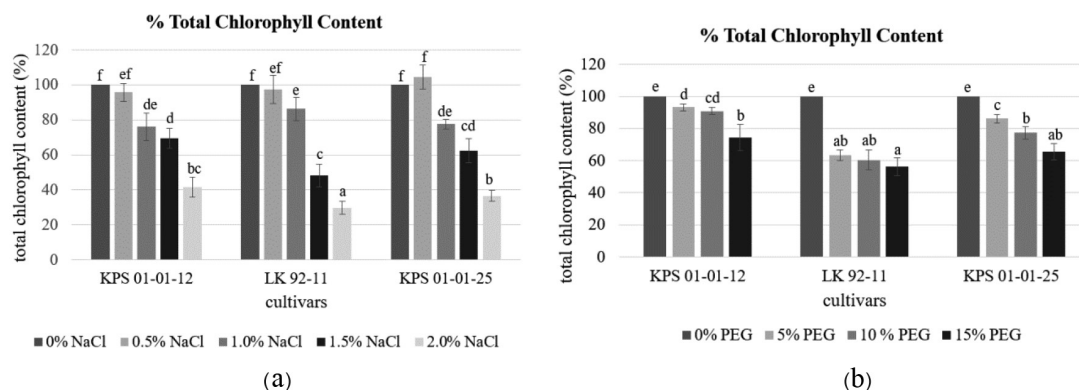 % Total Chlorophyll Content
total chlorophyll content (%)
120
100
80
60
40
20
0
f ef de d bc
f ef e c a
f f de cd b
KPS 01-01-12 LK 92-11 KPS 01-01-25
cultivars
0% NaCl 0.5% NaCl 1.0% NaCl 1.5% NaCl 2.0% NaCl
(a)
% Total Chlorophyll Content
total chlorophyll content (%)
120
100
80
60
40
20
0
e d cd b
e ab ab a
e c b ab
KPS 01-01-12 LK 92-11 KPS 01-01-25
cultivars
0% PEG 5% PEG 10 % PEG 15% PEG
(b)